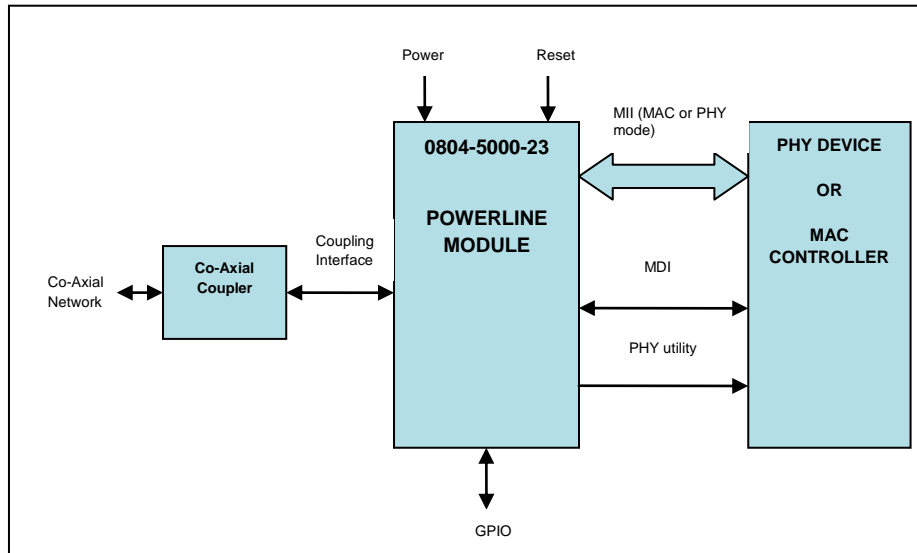 Power
Reset
MII (MAC or PHY
mode)
0804-5000-23
POWERLINE
MODULE
PHY DEVICE
OR
MAC
CONTROLLER
Coupling
Interface
Co-Axial
Coupler
Co-Axial
Network
MDI
PHY utility
GPIO